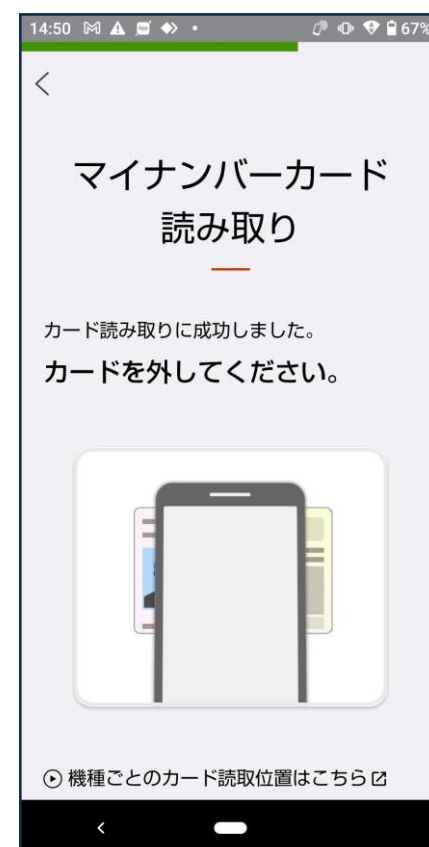 14:50 67%
マイナンバーカード
読み取り
カード読み取りに成功しました。
カードを外してください。
機種ごとのカード読取位置はこちら